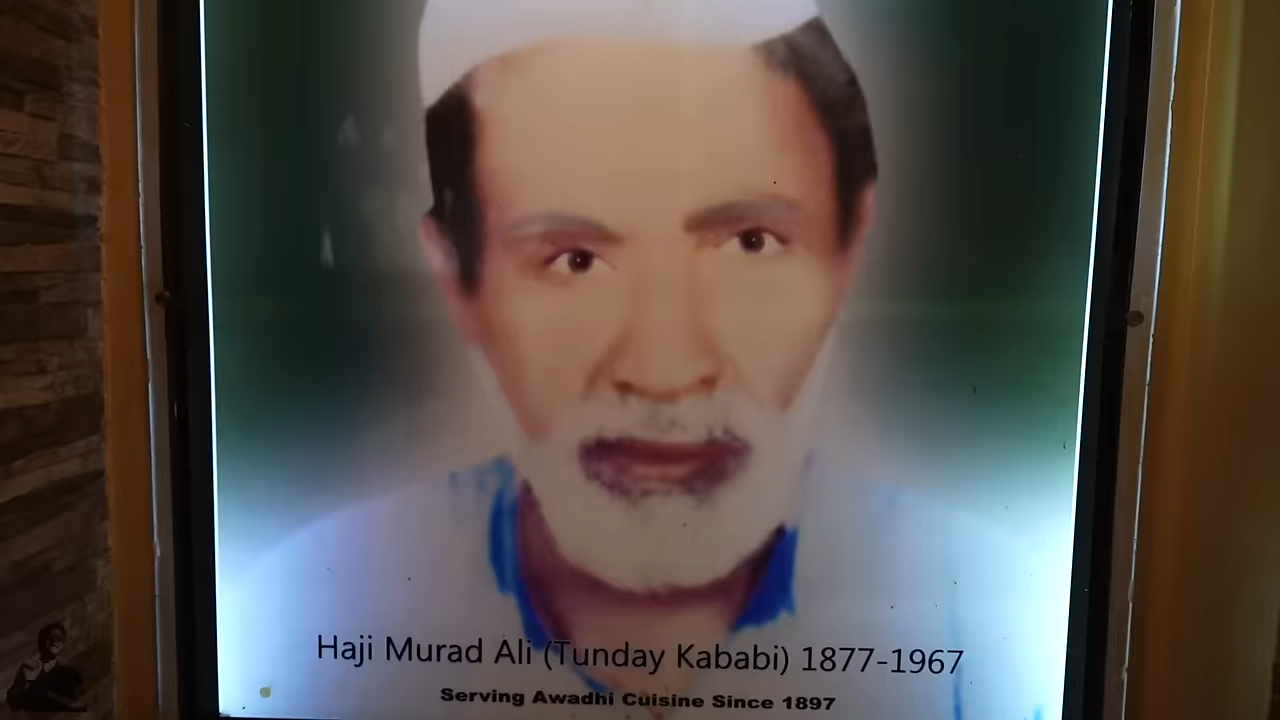 Haji Murad Ali (Tunday Kababi) 1877-1967
Serving Awadhi Cuisine Since 1897